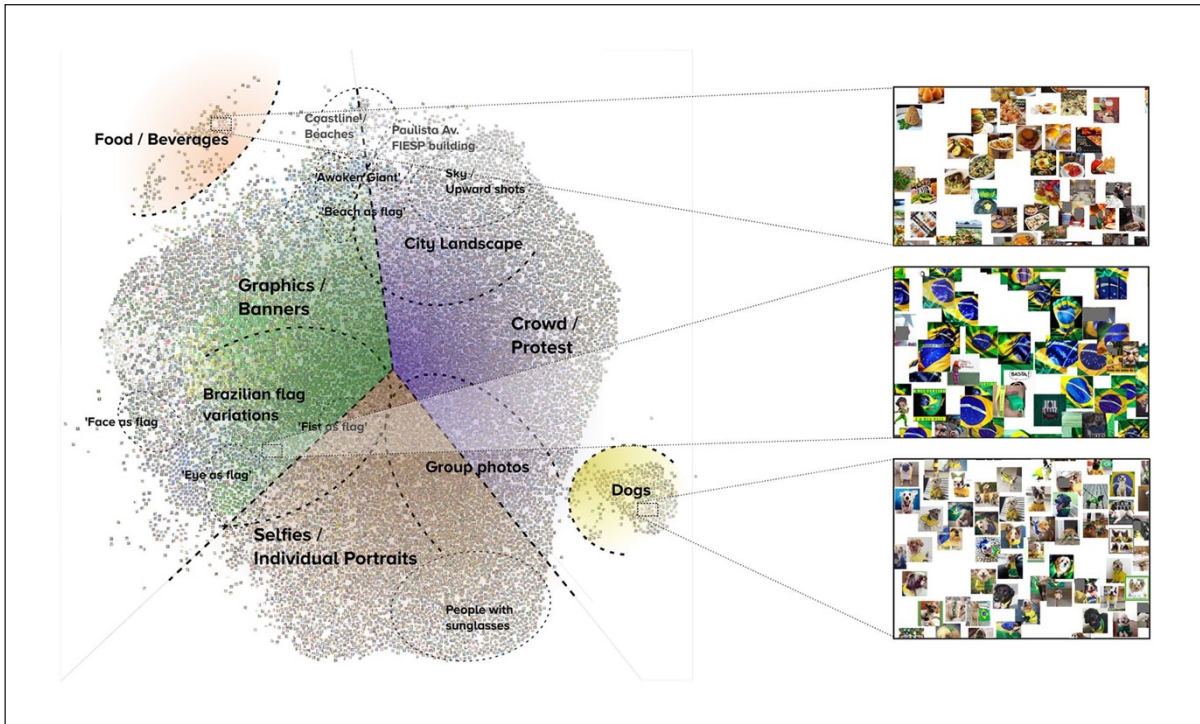 Coastline /
Beaches
Food / Beverages
Paulista Av.
FIESP building
'Awaken Giant'
Sky /
Upward shots
'Beach as flag'
City Landscape
Graphics /
Banners
Crowd /
Protest
Brazilian flag
variations
'Face as flag
'Fist as flag'
'Eye as flag'
Group photos
Dogs
Selfies /
Individual Portraits
People with
sunglasses
BASTA!